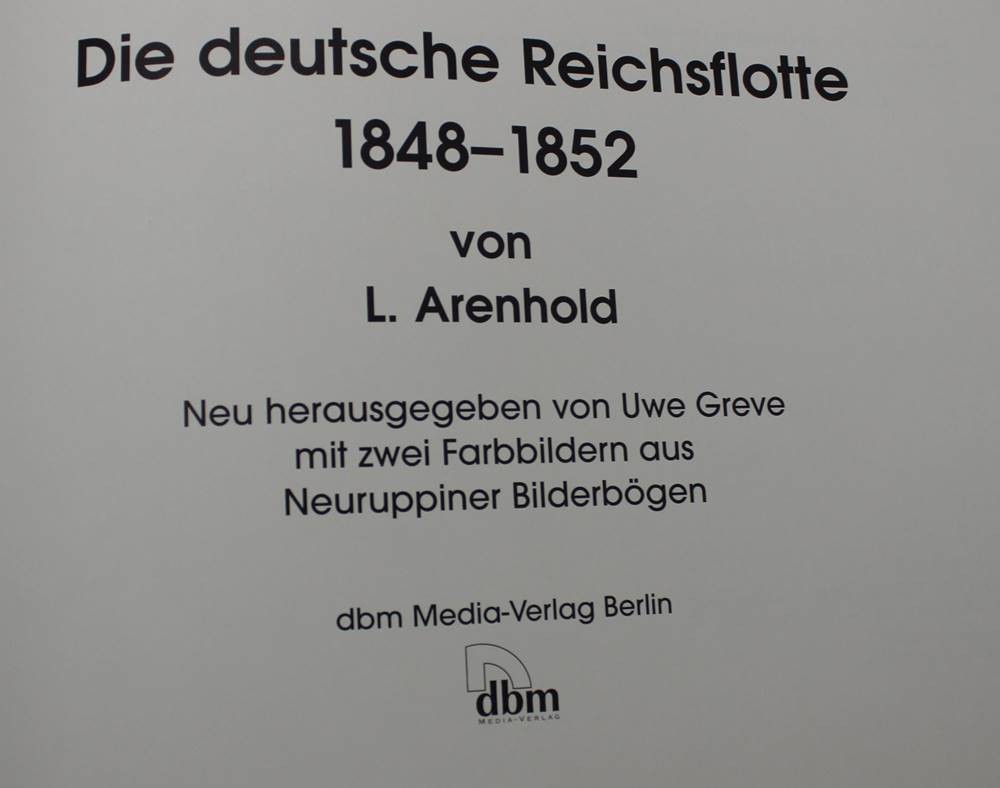 Die deutsche Reichsflotte
1848–1852
von
L. Arenhold
Neu herausgegeben von Uwe Greve
mit zwei Farbbildern aus
Neuruppiner Bilderbögen
dbm Media-Verlag Berlin
dbm
MEDIA-VERLAG